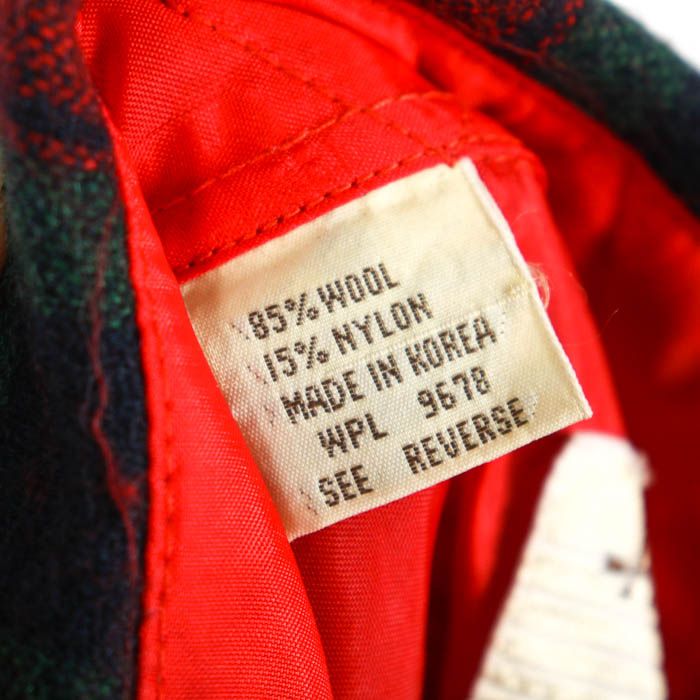 85% WOOL
15% NYLON
MADE IN KOREA
WPL 9678
SEE REVERSE